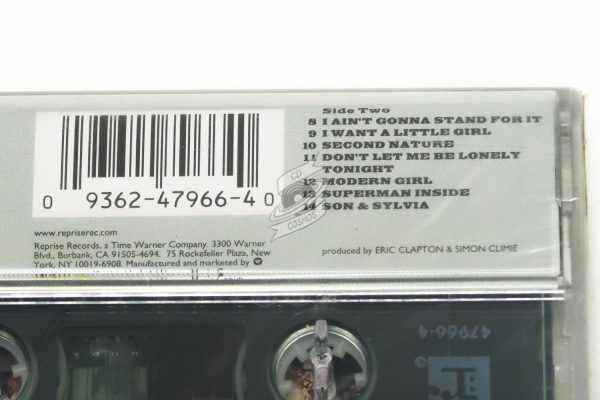 Side Two
8 I AIN'T GONNA STAND FOR IT
9 I WANT A LITTLE GIRL
10 SECOND NATURE
11 DON'T LET ME BE LONELY
TONIGHT
12 MODERN GIRL
13 SUPERMAN INSIDE
14 SON & SYLVIA
0 9362-47966-4 0
CD
COSMOS
www.repriserec.com
Reprise Records, a Time Warner Company. 3300 Warner
Blvd., Burbank, CA 91505-4694. 75 Rockefeller Plaza, New
York, NY 10019-6908. Manufactured and marketed by
produced by ERIC CLAPTON & SIMON CLIMIE
47966-4